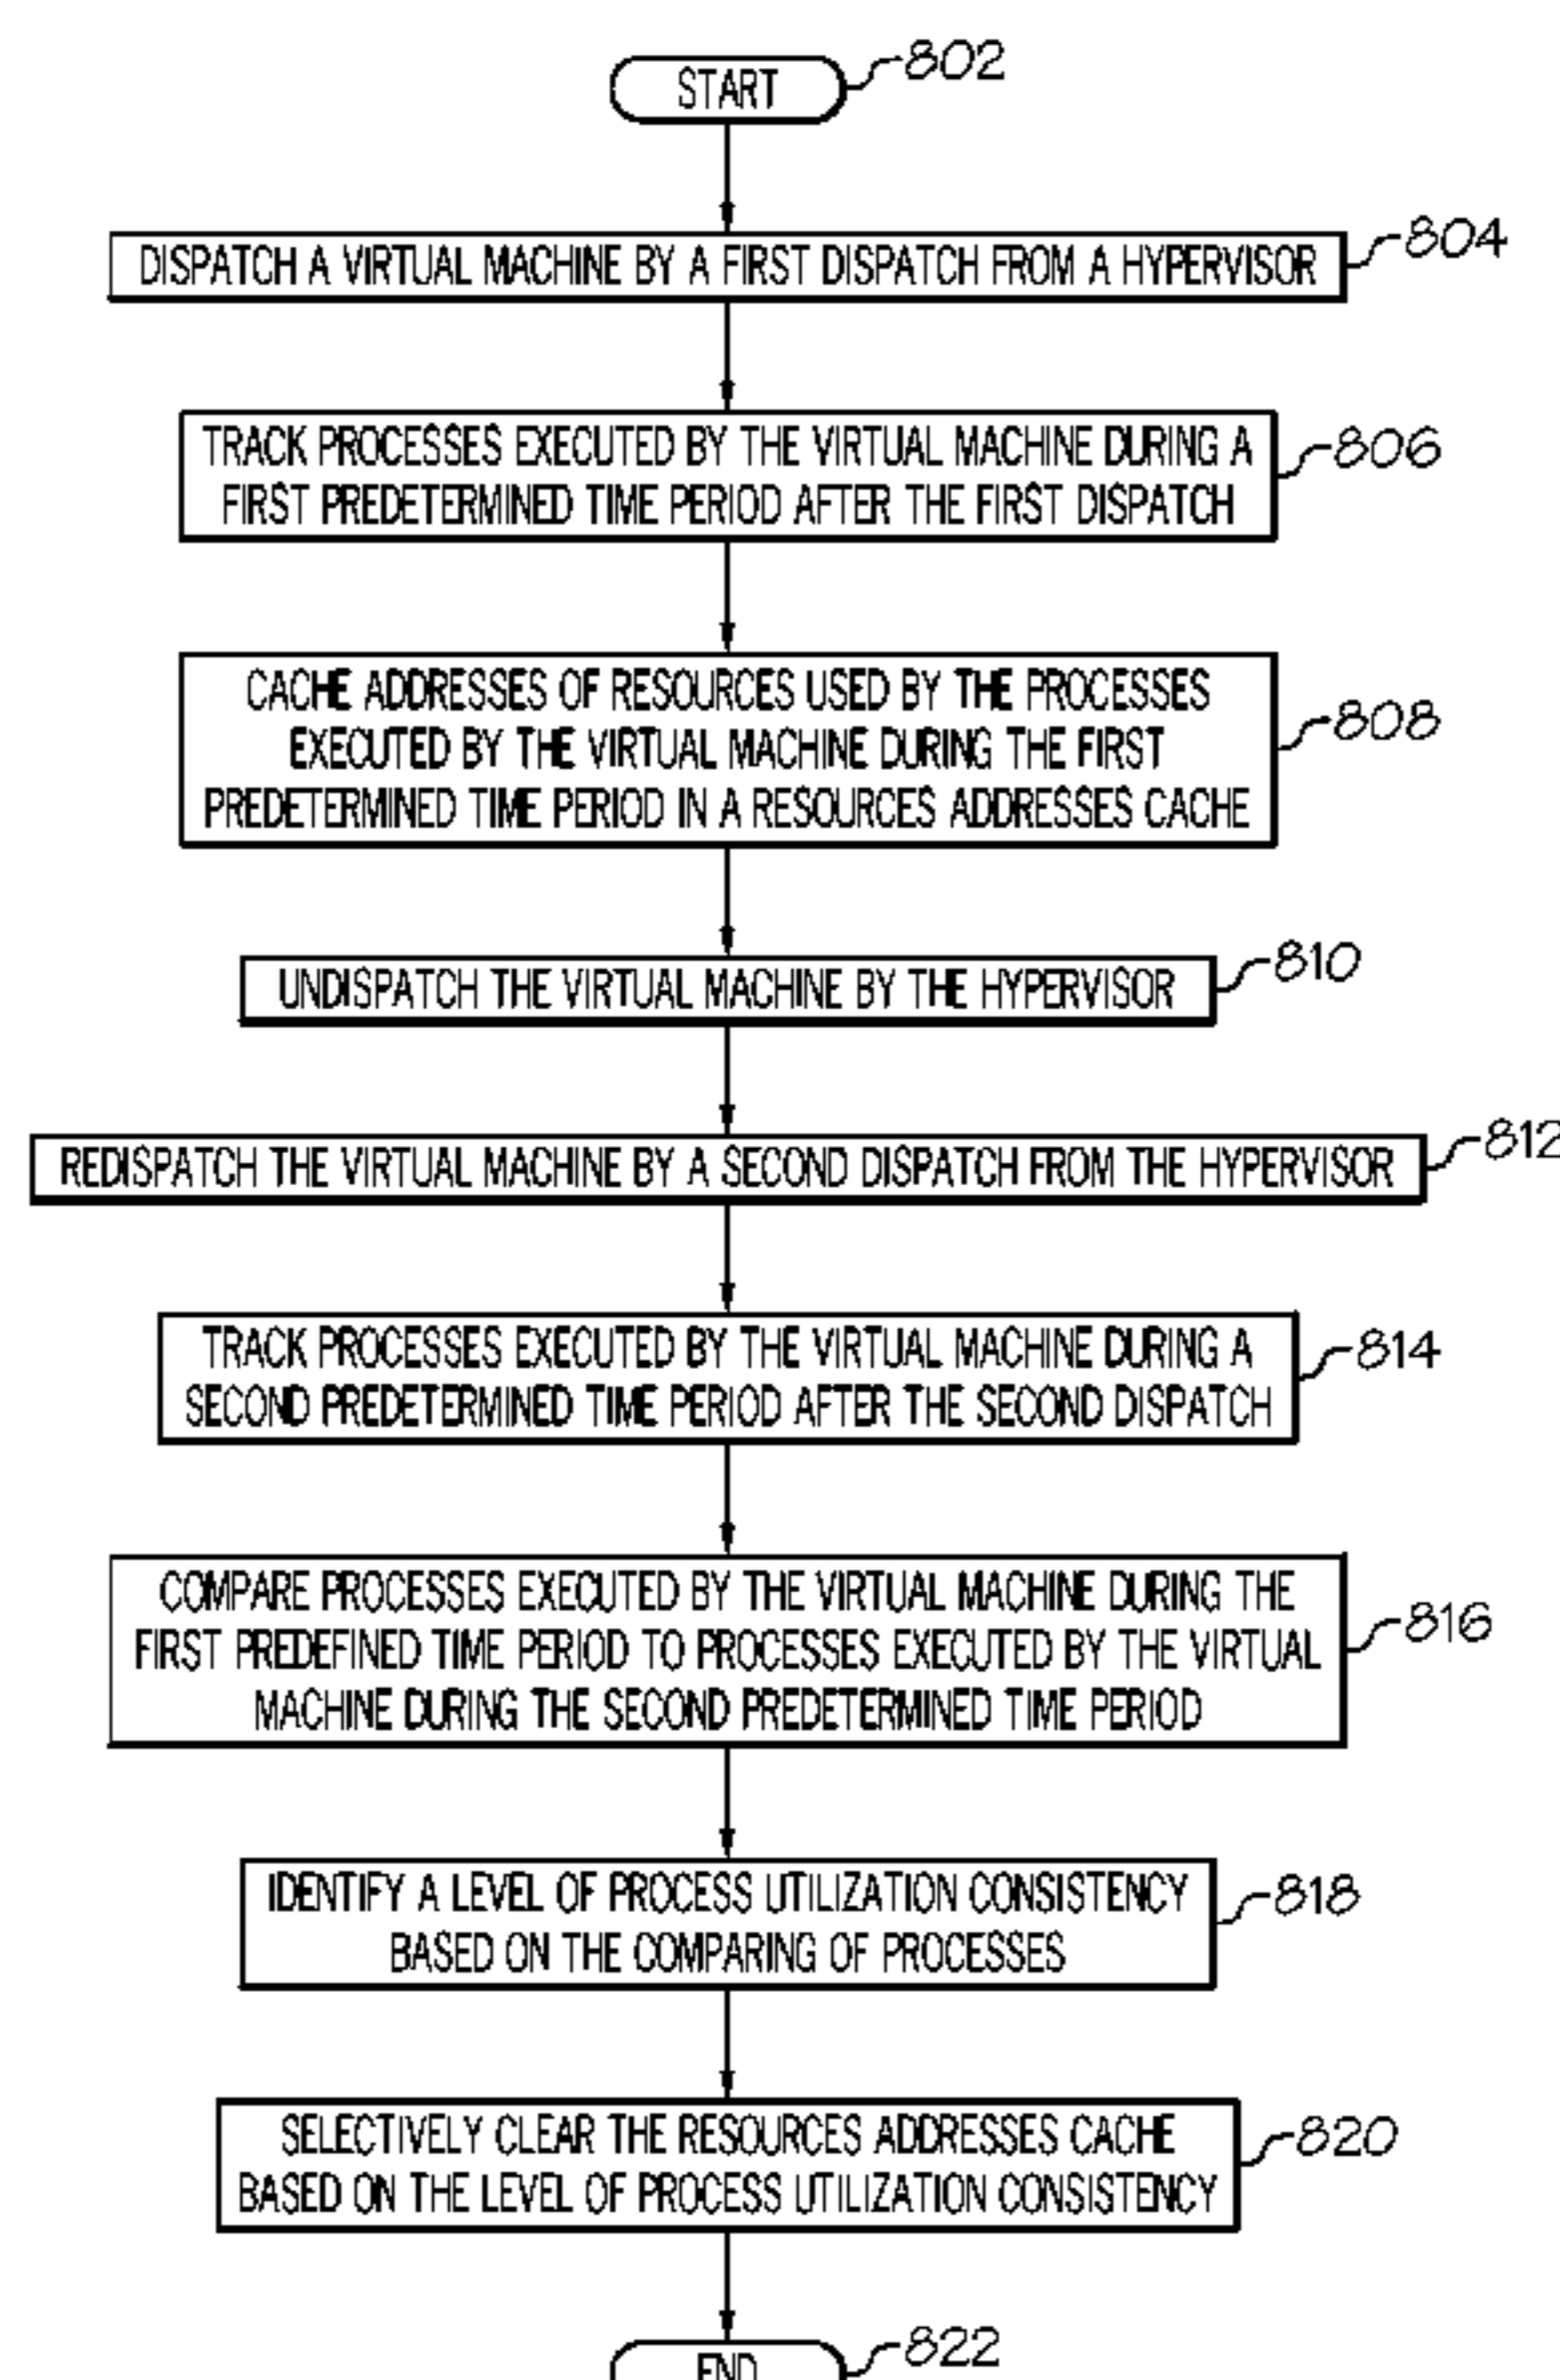 START
802
DISPATCH A VIRTUAL MACHINE BY A FIRST DISPATCH FROM A HYPERVISOR
804
TRACK PROCESSES EXECUTED BY THE VIRTUAL MACHINE DURING A
FIRST PREDETERMINED TIME PERIOD AFTER THE FIRST DISPATCH
806
CACHE ADDRESSES OF RESOURCES USED BY THE PROCESSES
EXECUTED BY THE VIRTUAL MACHINE DURING THE FIRST
PREDETERMINED TIME PERIOD IN A RESOURCES ADDRESSES CACHE
808
UNDISPATCH THE VIRTUAL MACHINE BY THE HYPERVISOR
810
REDISPATCH THE VIRTUAL MACHINE BY A SECOND DISPATCH FROM THE HYPERVISOR
812
TRACK PROCESSES EXECUTED BY THE VIRTUAL MACHINE DURING A
SECOND PREDETERMINED TIME PERIOD AFTER THE SECOND DISPATCH
814
COMPARE PROCESSES EXECUTED BY THE VIRTUAL MACHINE DURING THE
FIRST PREDEFINED TIME PERIOD TO PROCESSES EXECUTED BY THE VIRTUAL
MACHINE DURING THE SECOND PREDETERMINED TIME PERIOD
816
IDENTIFY A LEVEL OF PROCESS UTILIZATION CONSISTENCY
BASED ON THE COMPARING OF PROCESSES
818
SELECTIVELY CLEAR THE RESOURCES ADDRESSES CACHE
BASED ON THE LEVEL OF PROCESS UTILIZATION CONSISTENCY
820
END
822